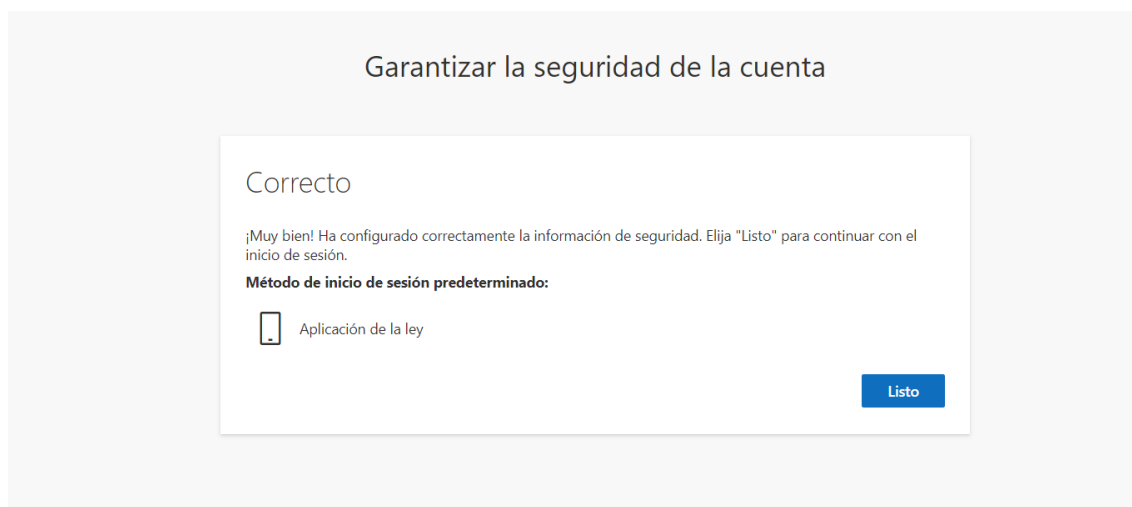 Garantizar la seguridad de la cuenta
Correcto
¡Muy bien! Ha configurado correctamente la información de seguridad. Elija "Listo" para continuar con el
inicio de sesión.
Método de inicio de sesión predeterminado:
Aplicación de la ley
Listo